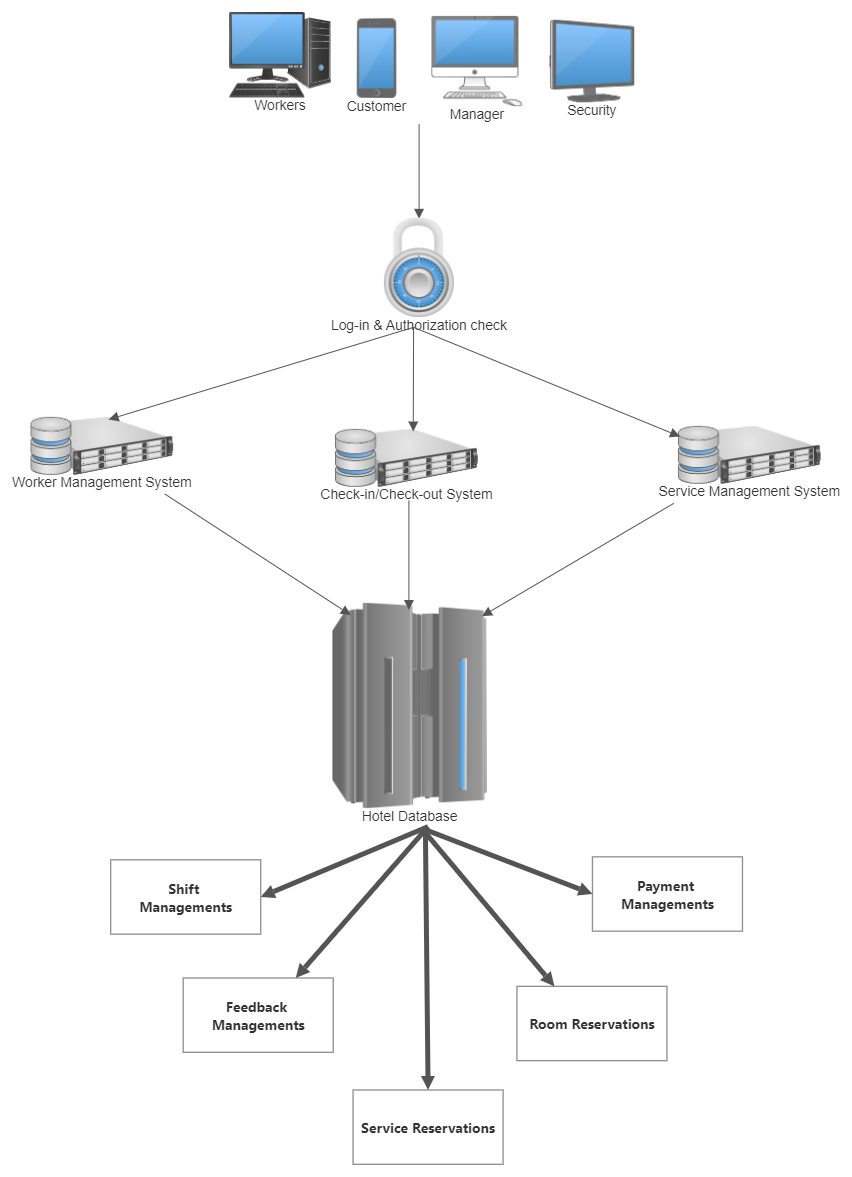 Workers
Customer
Manager
Security
Log-in & Authorization check
Worker Management System
Check-in/Check-out System
Service Management System
Hotel Database
Shift
Managements
Payment
Managements
Feedback
Managements
Room Reservations
Service Reservations